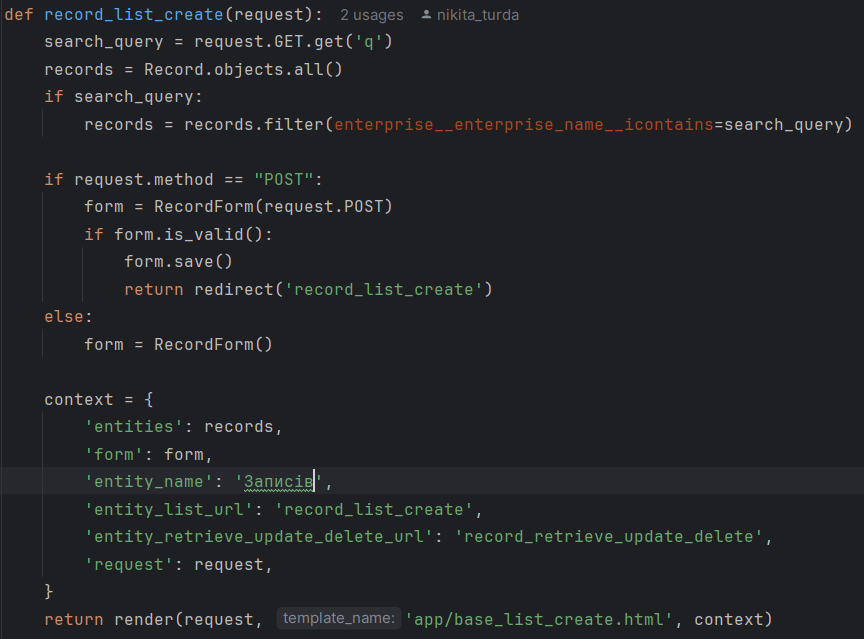 def record_list_create(request): 2 usages nikita_turda
search_query = request.GET.get('q')
records = Record.objects.all()
if search_query:
records = records.filter(enterprise__enterprise_name__icontains=search_query)
if request.method == "POST":
form = RecordForm(request.POST)
if form.is_valid():
form.save()
return redirect('record_list_create')
else:
form = RecordForm()
context = {
'entities': records,
'form': form,
'entity_name': 'Записів',
'entity_list_url': 'record_list_create',
'entity_retrieve_update_delete_url': 'record_retrieve_update_delete',
'request': request,
}
return render(request, template_name: 'app/base_list_create.html', context)